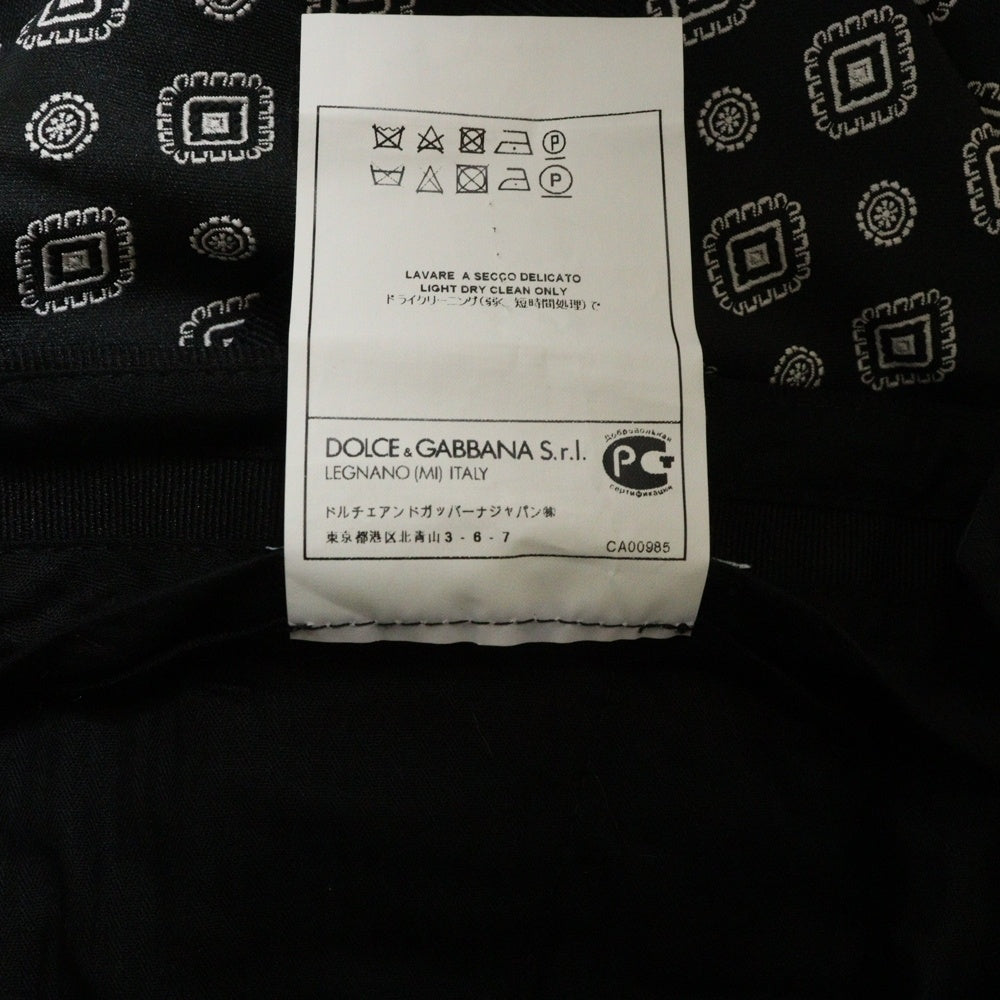 P
P
LAVARE A SECCO DELICATO
LIGHT DRY CLEAN ONLY
ドライクリーニング(弱く、短時間処理)で
DOLCE & GABBANA S.r.l.
LEGNANO (MI) ITALY
добровольная
РСТ
сертификация
ドルチェアンドガッバーナジャパン㈱
東京都港区北青山3-6-7
CA00985